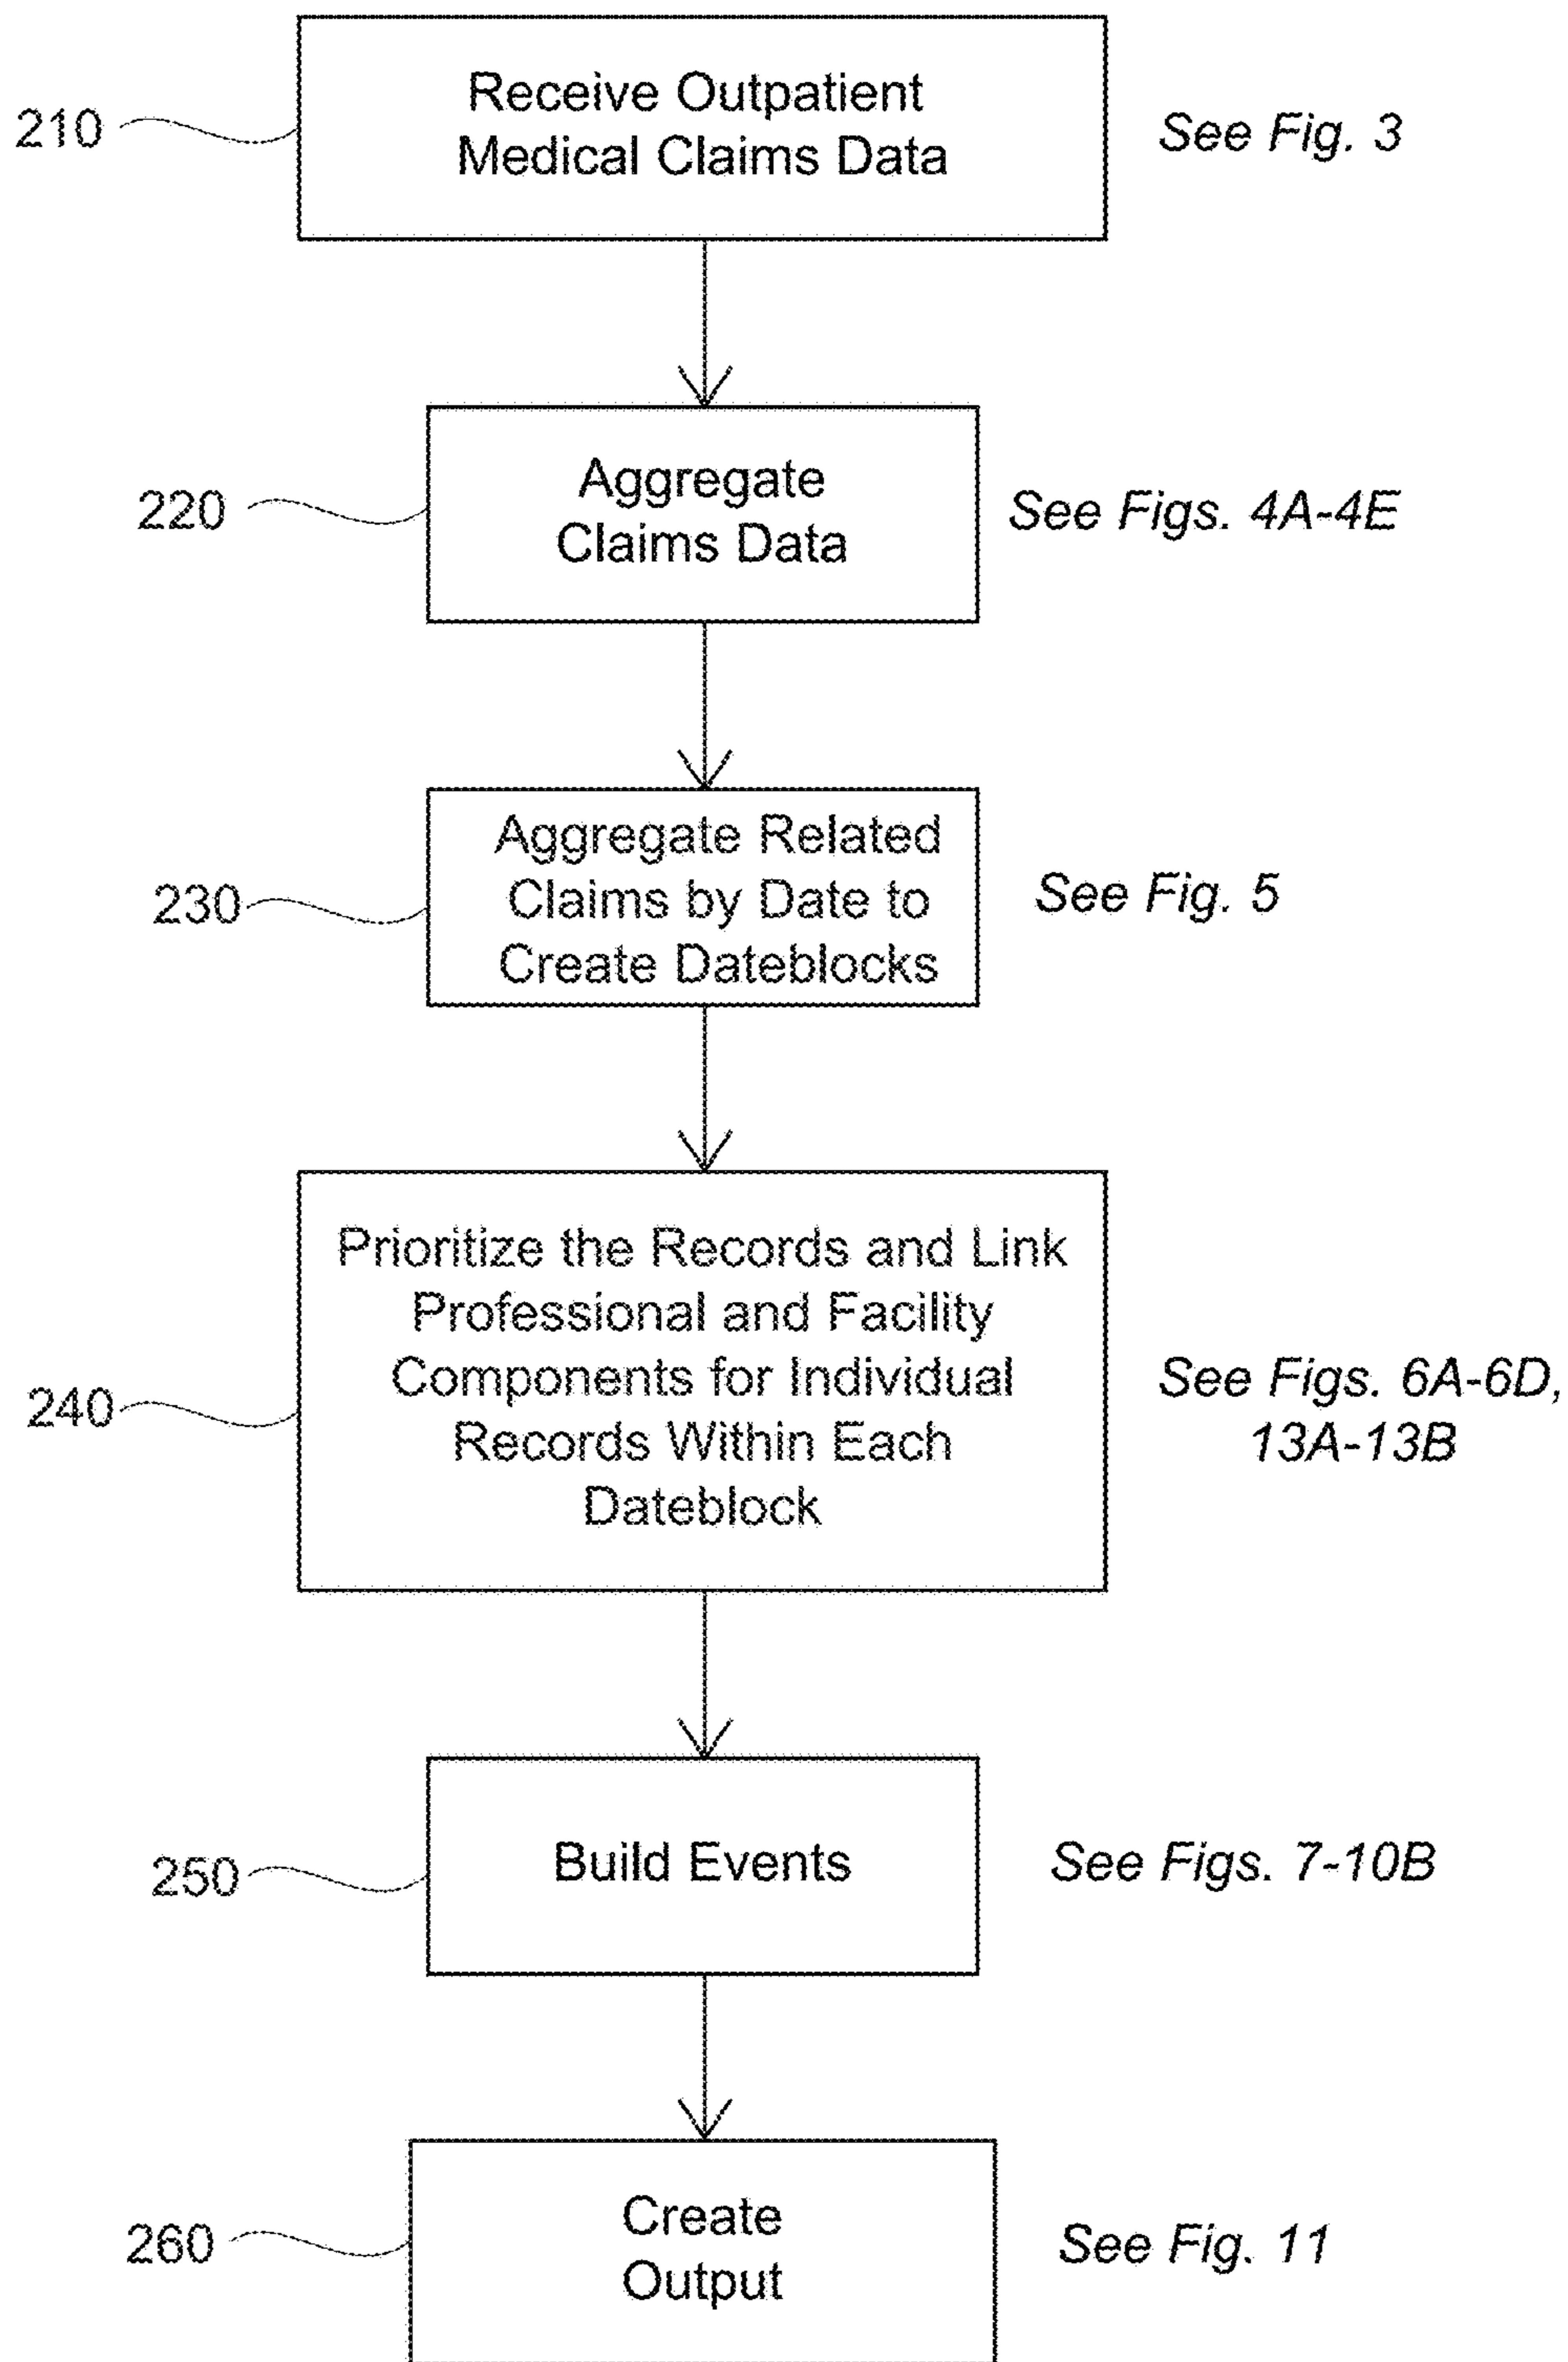 210
Receive Outpatient
Medical Claims Data
See Fig. 3
220
Aggregate
Claims Data
See Figs. 4A-4E
230
Aggregate Related
Claims by Date to
Create Dateblocks
See Fig. 5
240
Prioritize the Records and Link
Professional and Facility
Components for Individual
Records Within Each
Dateblock
See Figs. 6A-6D,
13A-13B
250
Build Events
See Figs. 7-10B
260
Create
Output
See Fig. 11